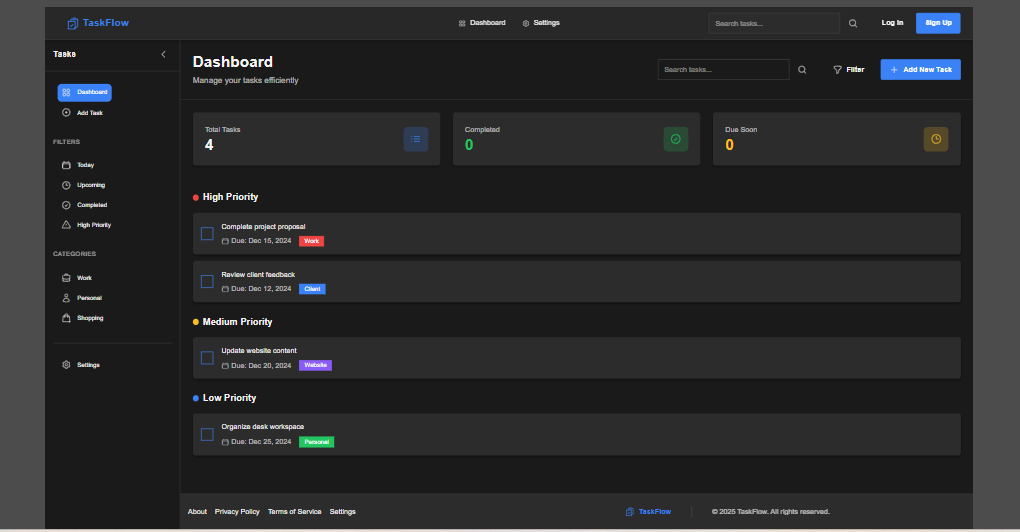 TaskFlow
Dashboard Settings
Search tasks...
Log In Sign Up
Tasks
Dashboard
Add Task
FILTERS
Today
Upcoming
Completed
High Priority
CATEGORIES
Work
Personal
Shopping
Settings
Dashboard
Manage your tasks efficiently
Search tasks...
Filter
Add New Task
Total Tasks
4
Completed
0
Due Soon
0
High Priority
Complete project proposal
Due: Dec 15, 2024 Work
Review client feedback
Due: Dec 12, 2024 Client
Medium Priority
Update website content
Due: Dec 20, 2024 Website
Low Priority
Organize desk workspace
Due: Dec 25, 2024 Personal
About Privacy Policy Terms of Service Settings
TaskFlow
© 2025 TaskFlow. All rights reserved.